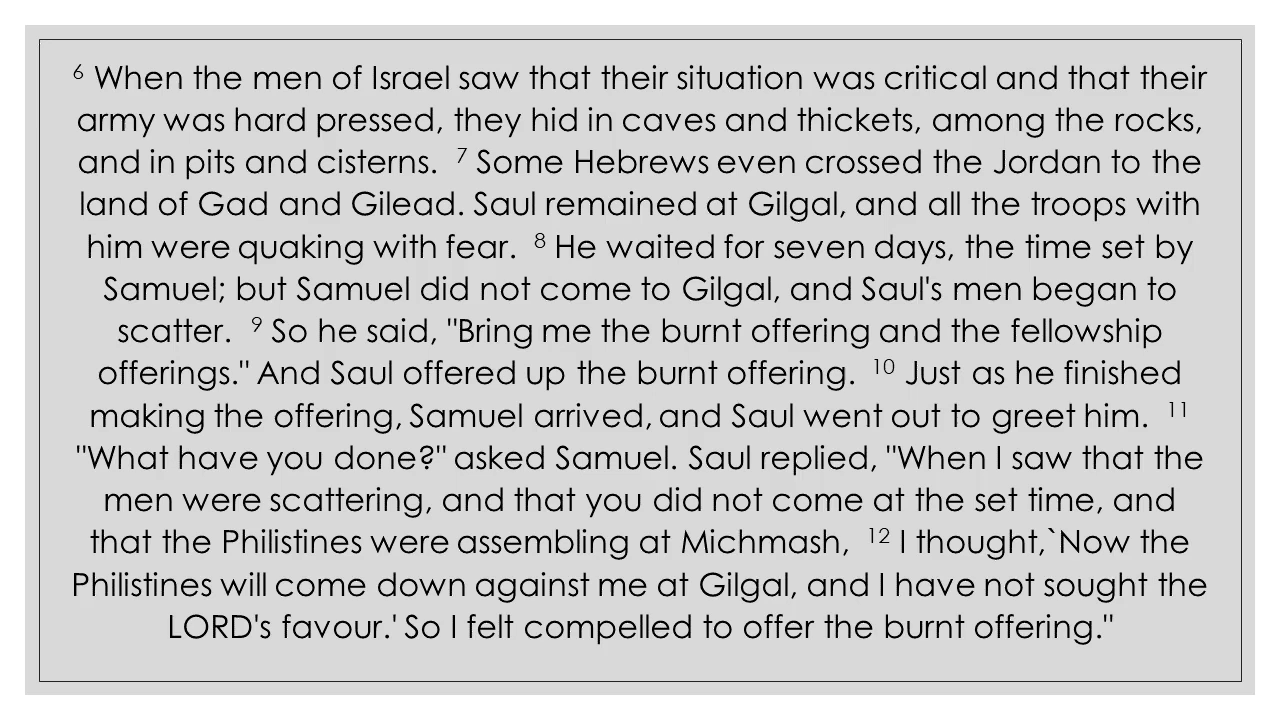 6 When the men of Israel saw that their situation was critical and that their
army was hard pressed, they hid in caves and thickets, among the rocks,
and in pits and cisterns. 7 Some Hebrews even crossed the Jordan to the
land of Gad and Gilead. Saul remained at Gilgal, and all the troops with
him were quaking with fear. 8 He waited for seven days, the time set by
Samuel; but Samuel did not come to Gilgal, and Saul's men began to
scatter. 9 So he said, "Bring me the burnt offering and the fellowship
offerings." And Saul offered up the burnt offering. 10 Just as he finished
making the offering, Samuel arrived, and Saul went out to greet him. 11
"What have you done?" asked Samuel. Saul replied, "When I saw that the
men were scattering, and that you did not come at the set time, and
that the Philistines were assembling at Michmash, 12 I thought,`Now the
Philistines will come down against me at Gilgal, and I have not sought the
LORD's favour.' So I felt compelled to offer the burnt offering."